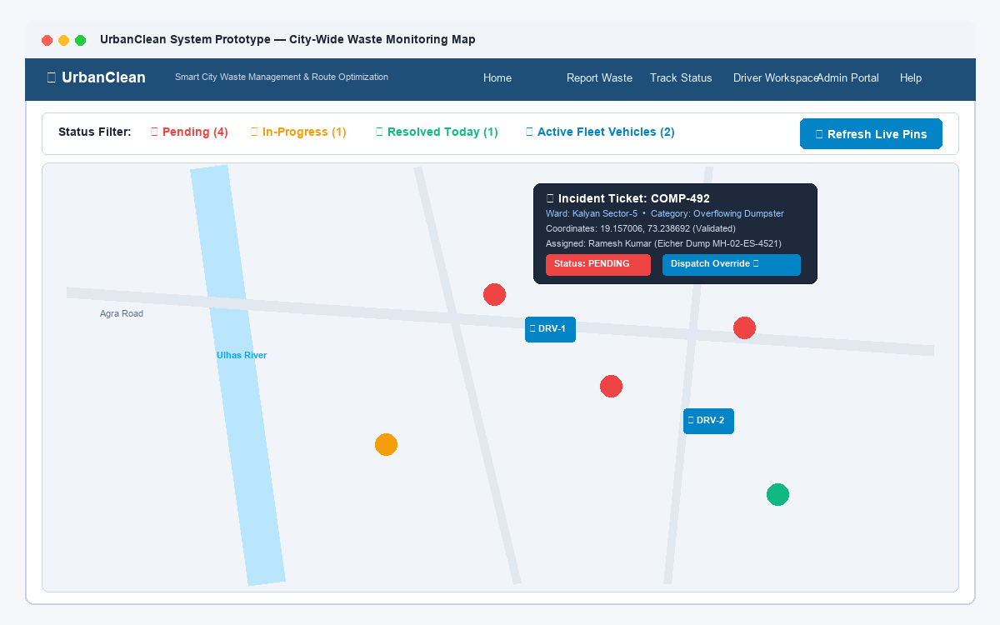 UrbanClean System Prototype — City-Wide Waste Monitoring Map
UrbanClean
Smart City Waste Management & Route Optimization
Home
Report Waste
Track Status
Driver Workspace
Admin Portal
Help
Status Filter:
Pending (4)
In-Progress (1)
Resolved Today (1)
Active Fleet Vehicles (2)
Refresh Live Pins
Incident Ticket: COMP-492
Ward: Kalyan Sector-5 • Category: Overflowing Dumpster
Coordinates: 19.157006, 73.238692 (Validated)
Assigned: Ramesh Kumar (Eicher Dump MH-02-ES-4521)
Status: PENDING
Dispatch Override
Agra Road
DRV-1
Ulhas River
DRV-2